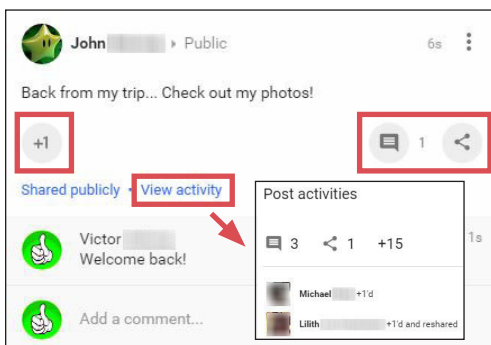 John ▸ Public 6s
Back from my trip... Check out my photos!
+1 1
Shared publicly • View activity
Victor 1s
Welcome back!
Add a comment...
Post activities
3 1 +15
Michael +1'd
Lilith +1'd and reshared